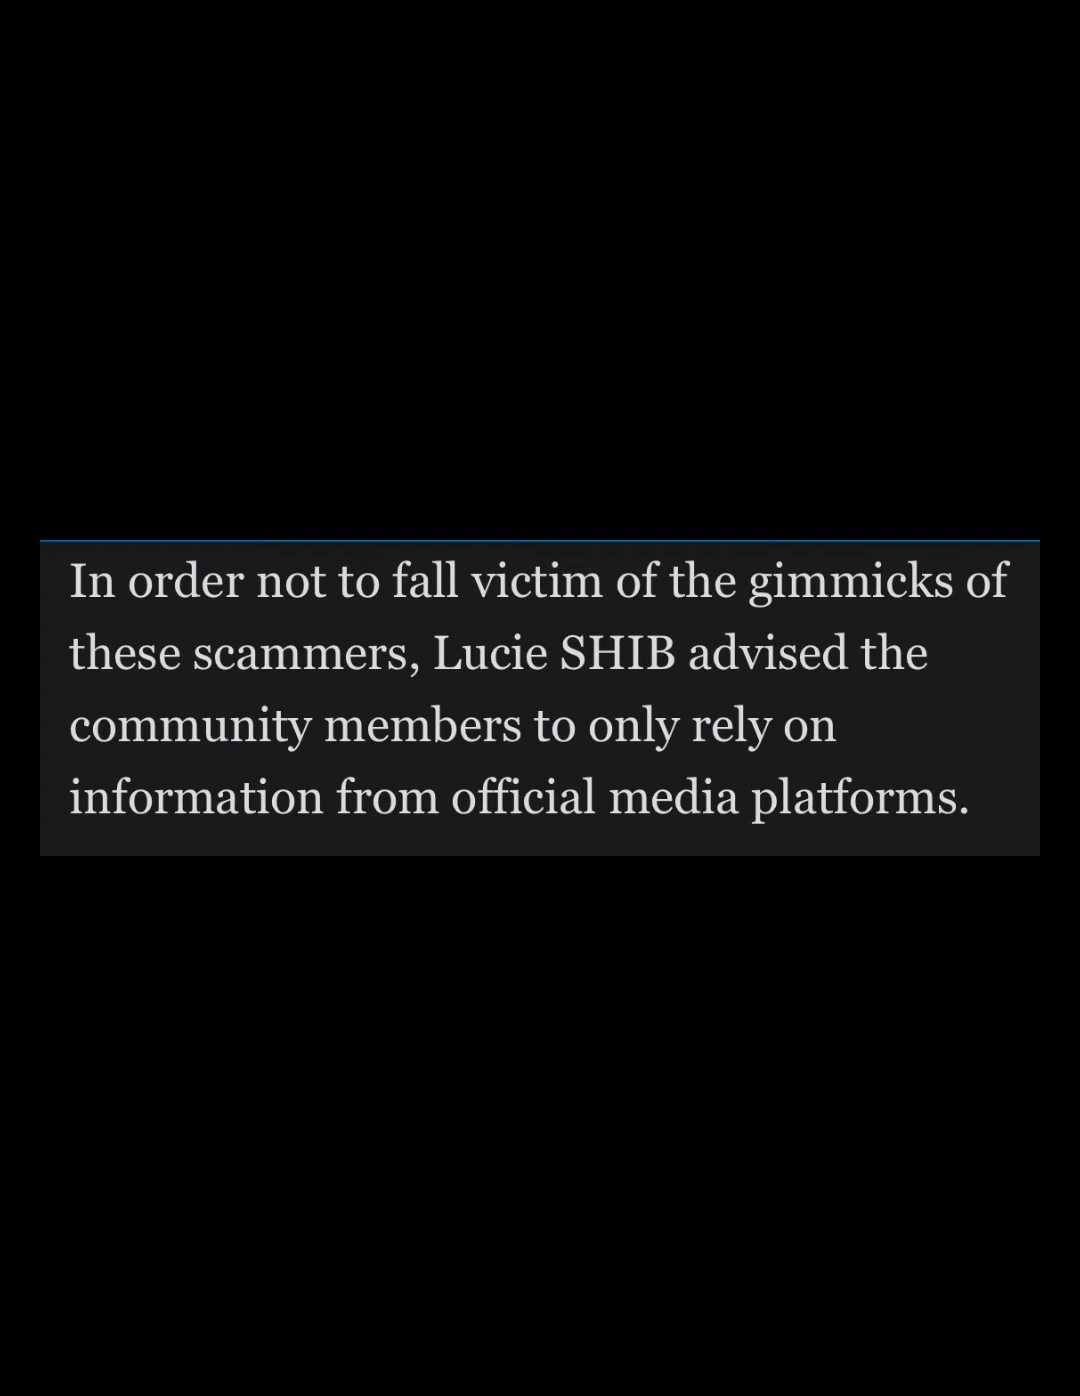 In order not to fall victim of the gimmicks of
these scammers, Lucie SHIB advised the
community members to only rely on
information from official media platforms.